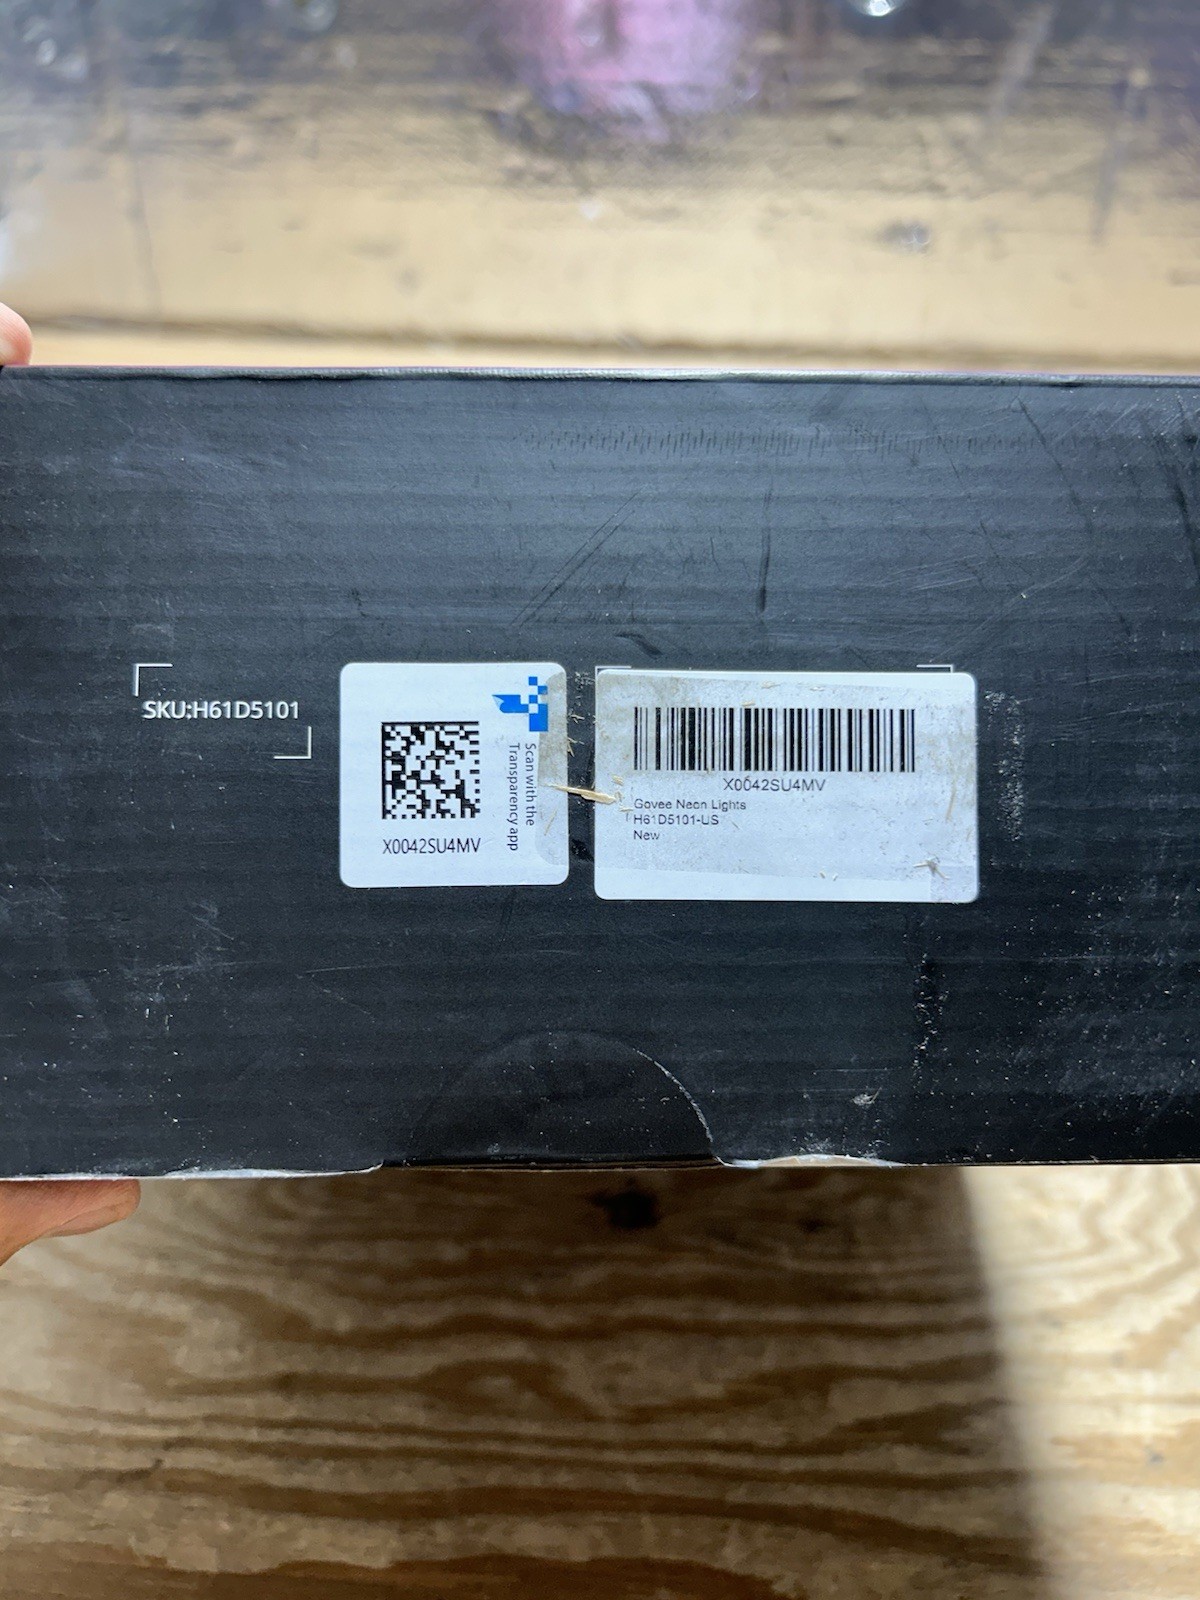 SKU:H61D5101
X0042SU4MV
Scan with the
Transparency app
X0042SU4MV
Govee Neon Lights
H61D5101-US
New